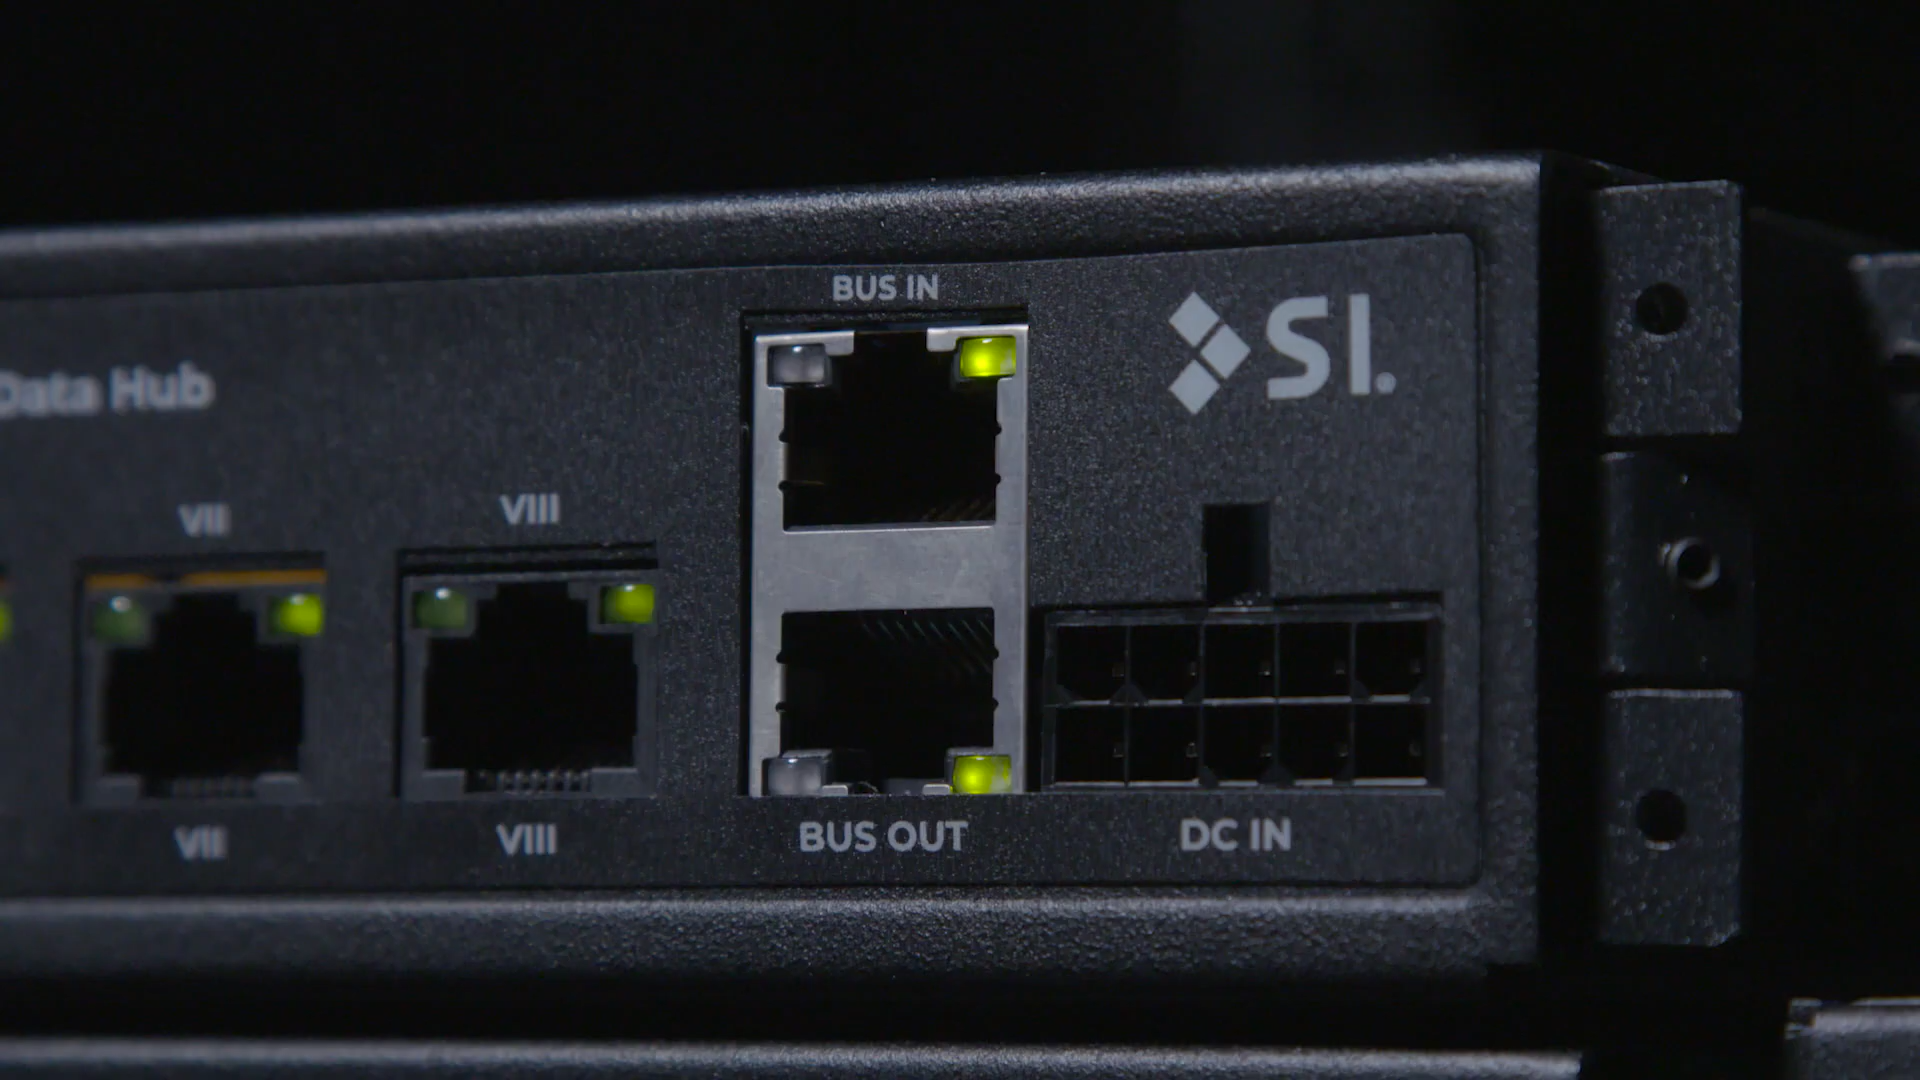 Data Hub
BUS IN
SI.
VII
VIII
VII
VIII
BUS OUT
DC IN